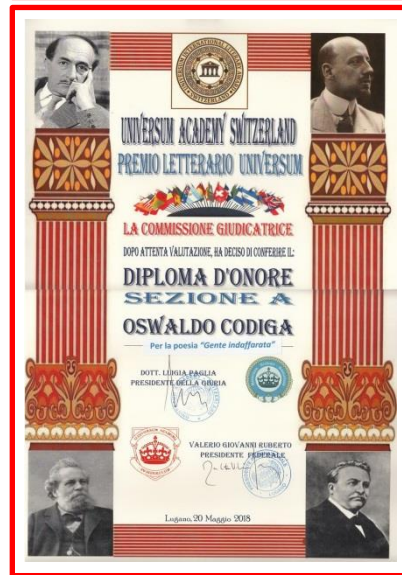 UNIVERSUM ACADEMY SWITZERLAND
PREMIO LETTERARIO UNIVERSUM
LA COMMISSIONE GIUDICATRICE
DOPO ATTENTA VALUTAZIONE, HA DECISO DI CONFERIRE IL:
DIPLOMA D'ONORE
SEZIONE A
OSWALDO CODIGA
Per la poesia "Gente indaffarata"
DOTT. LUIGIA PAGLIA
PRESIDENTE DELLA GIURIA
VALERIO GIOVANNI RUBERTO
PRESIDENTE FEDERALE
Lugano, 20 Maggio 2018